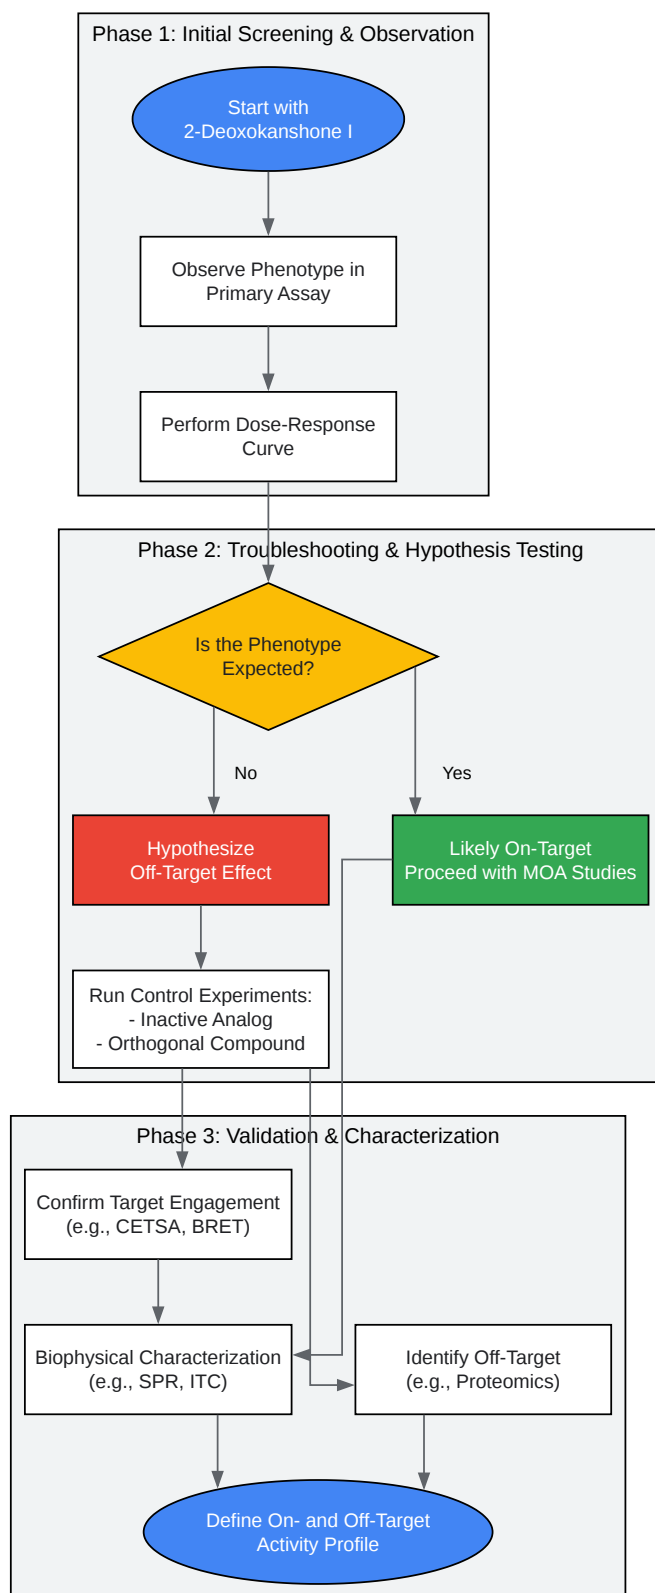 Phase 1: Initial Screening & Observation
Start with
2-Deoxokanshone I
Observe Phenotype in
Primary Assay
Perform Dose-Response
Curve
Phase 2: Troubleshooting & Hypothesis Testing
Is the Phenotype
Expected?
No
Yes
Hypothesize
Off-Target Effect
Likely On-Target
Proceed with MOA Studies
Run Control Experiments:
- Inactive Analog
- Orthogonal Compound
Phase 3: Validation & Characterization
Confirm Target Engagement
(e.g., CETSA, BRET)
Biophysical Characterization
(e.g., SPR, ITC)
Identify Off-Target
(e.g., Proteomics)
Define On- and Off-Target
Activity Profile